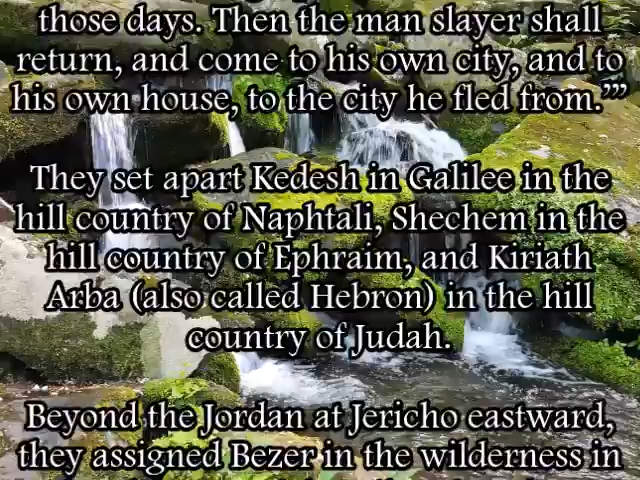 those days. Then the man slayer shall
return, and come to his own city, and to
his own house, to the city he fled from.’”
They set apart Kedesh in Galilee in the
hill country of Naphtali, Shechem in the
hill country of Ephraim, and Kiriath
Arba (also called Hebron) in the hill
country of Judah.
Beyond the Jordan at Jericho eastward,
they assigned Bezer in the wilderness in